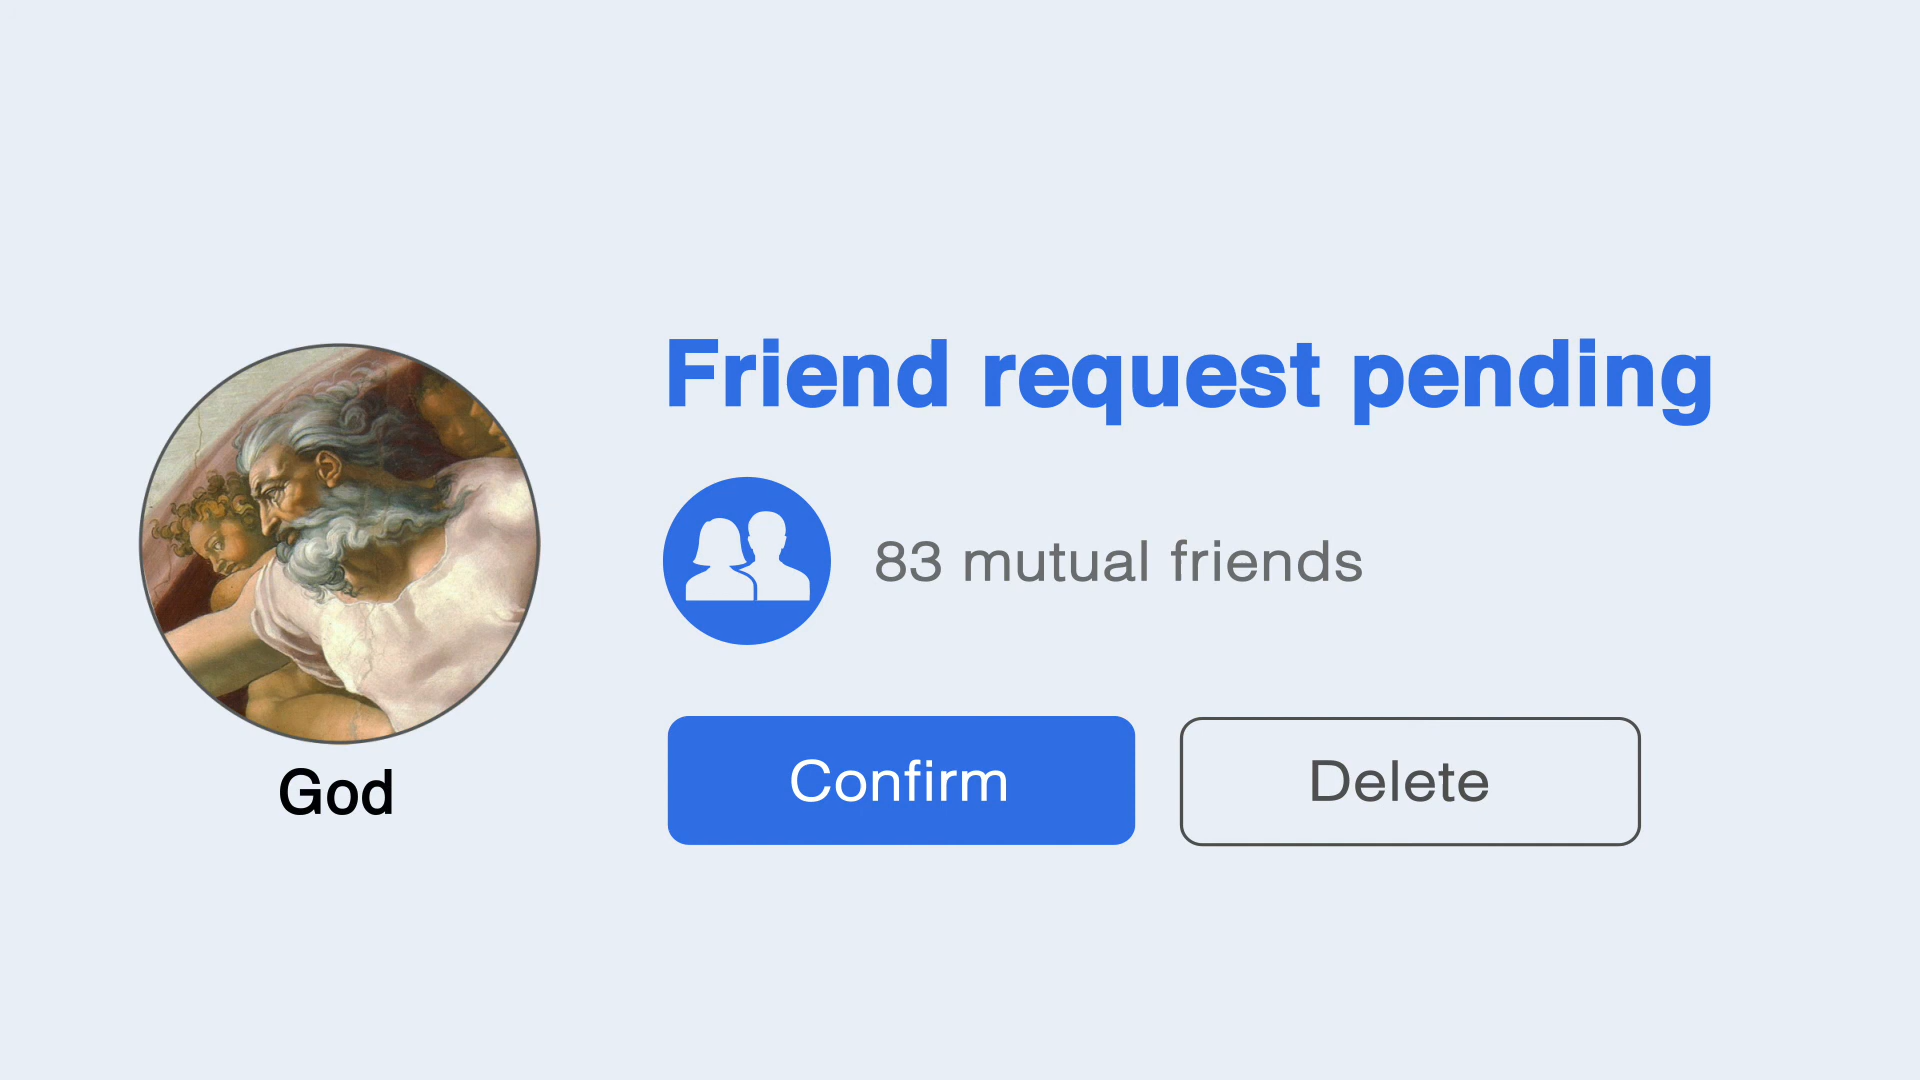 Friend request pending
83 mutual friends
Confirm
Delete
God